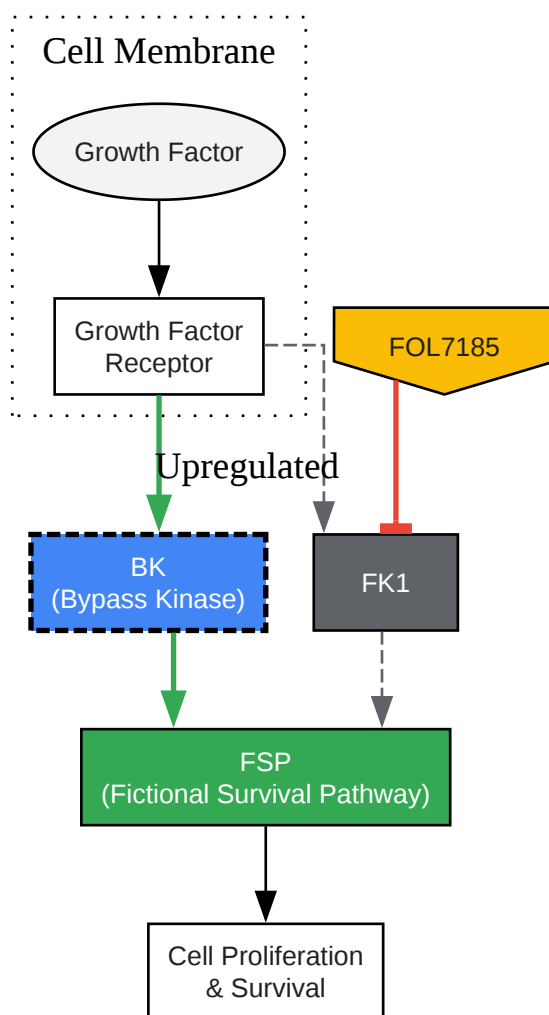 Cell Membrane
Growth Factor
Growth Factor
Receptor
FOL7185
Upregulated
BK
(Bypass Kinase)
FK1
FSP
(Fictional Survival Pathway)
Cell Proliferation
& Survival